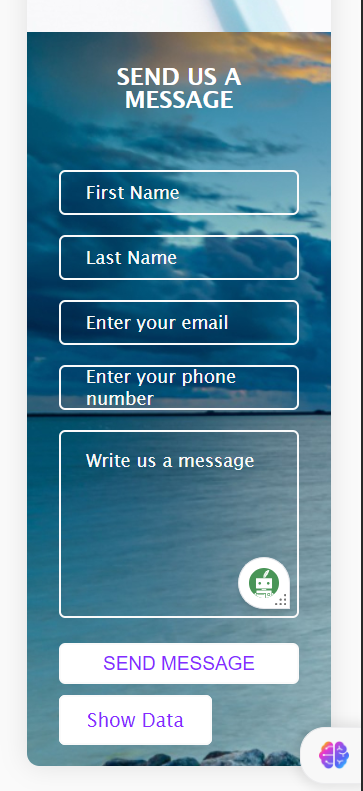 SEND US A
MESSAGE
First Name
Last Name
Enter your email
Enter your phone
number
Write us a message
SEND MESSAGE
Show Data